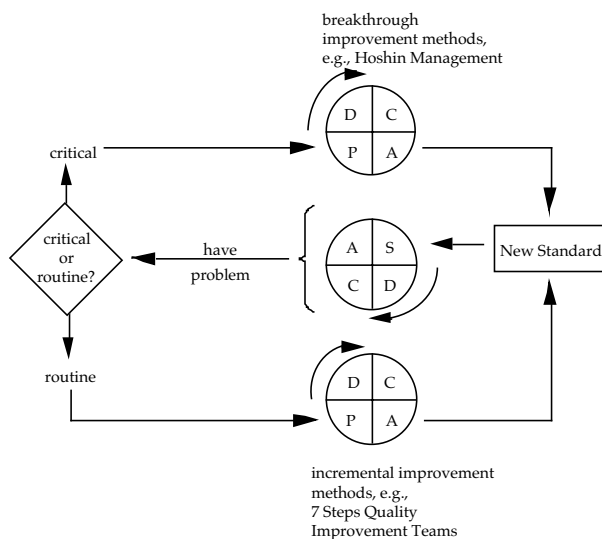 breakthrough
improvement methods,
e.g., Hoshin Management
D C
P A
critical
critical
or
routine?
have
problem
A S
C D
New Standard
routine
D C
P A
incremental improvement
methods, e.g.,
7 Steps Quality
Improvement Teams